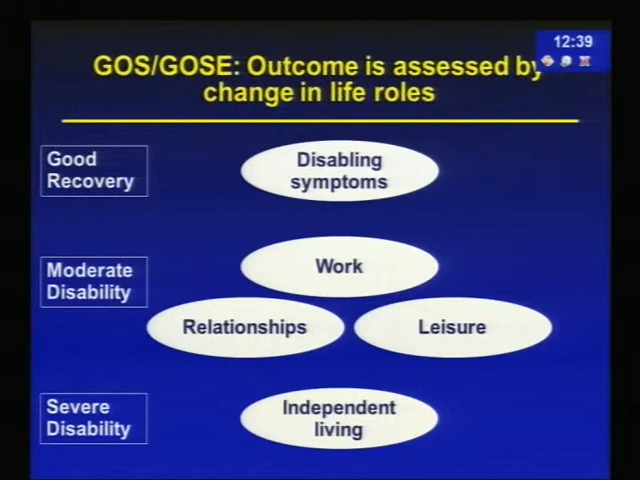 12:39
GOS/GOSE: Outcome is assessed by
change in life roles
Good
Recovery
Disabling
symptoms
Moderate
Disability
Work
Relationships
Leisure
Severe
Disability
Independent
living